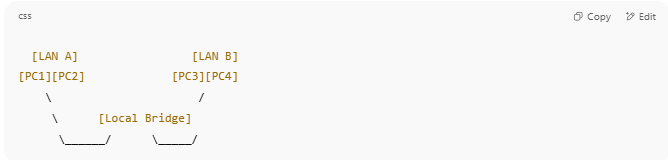 css Copy Edit
[LAN A] [LAN B]
[PC1][PC2] [PC3][PC4]
\ /
\ [Local Bridge]
\______/ \_____/